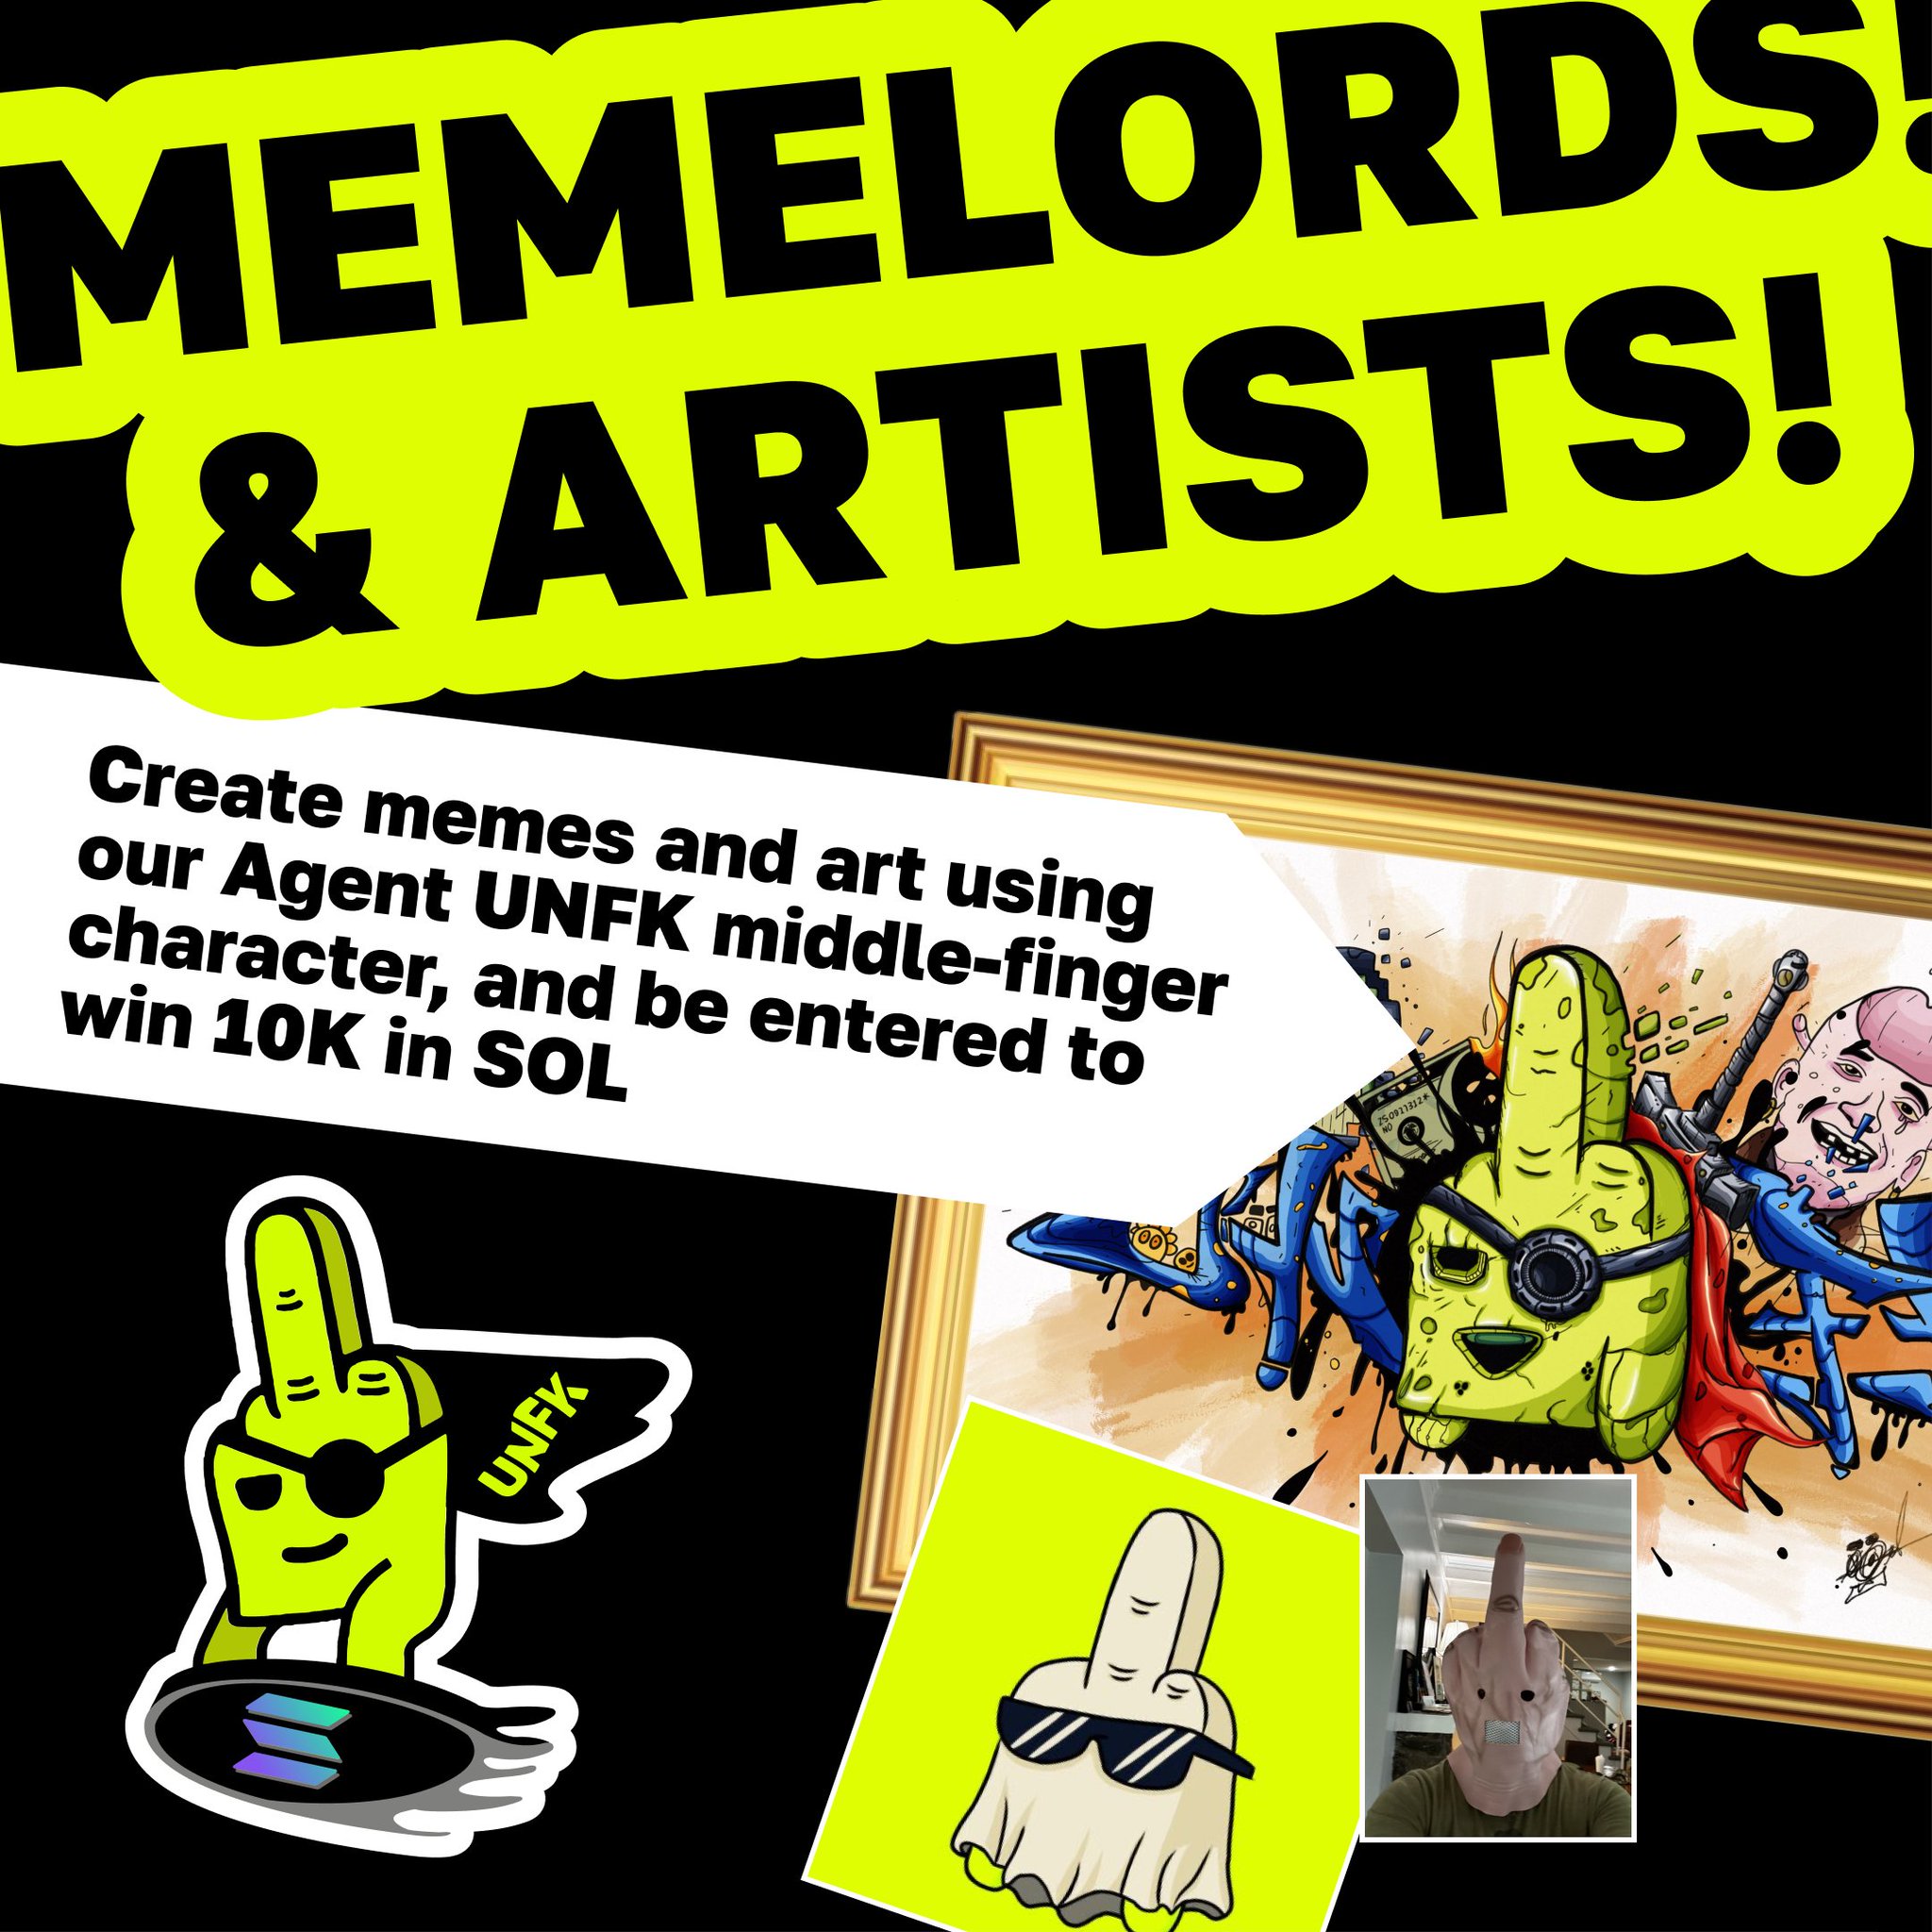 MEMELORDS!
& ARTISTS!
Create memes and art using
our Agent UNFK middle-finger
character, and be entered to
win 10K in SOL
UNFK